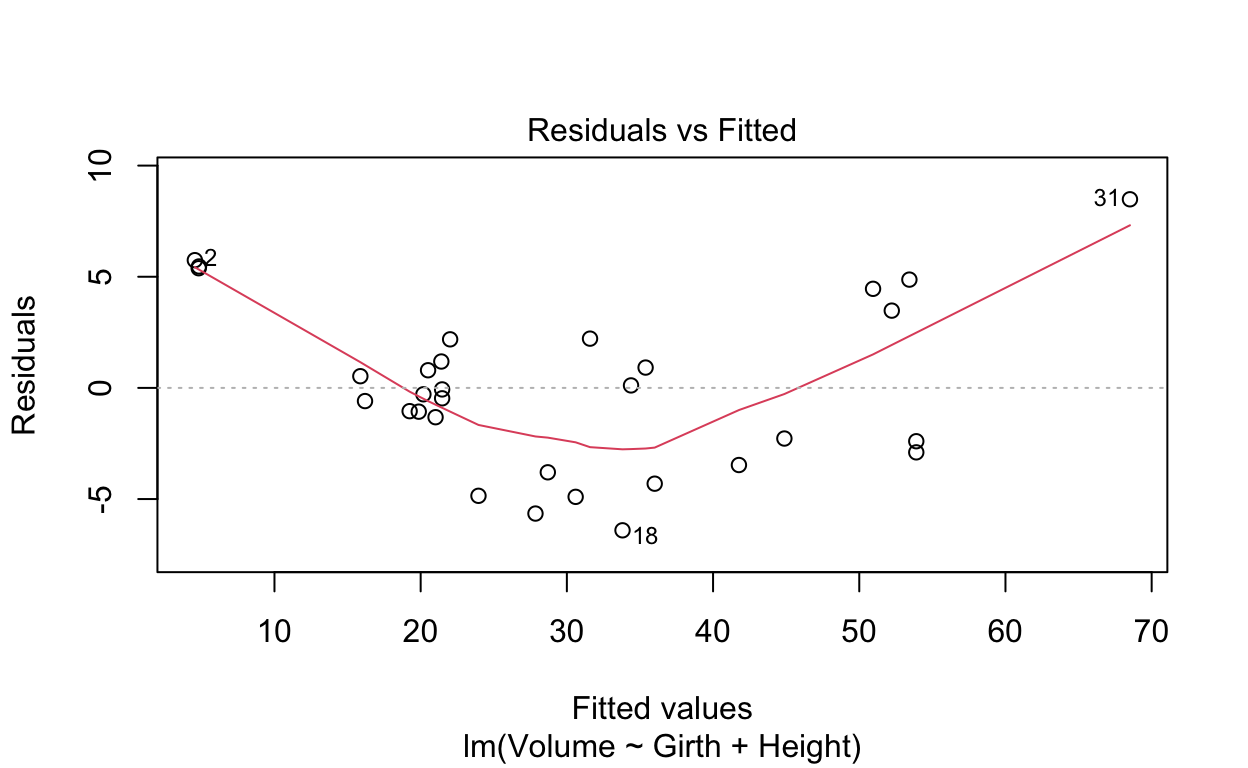 Residuals vs Fitted
10
5
0
-5
Residuals
2
31
18
10 20 30 40 50 60 70
Fitted values
lm(Volume ~ Girth + Height)